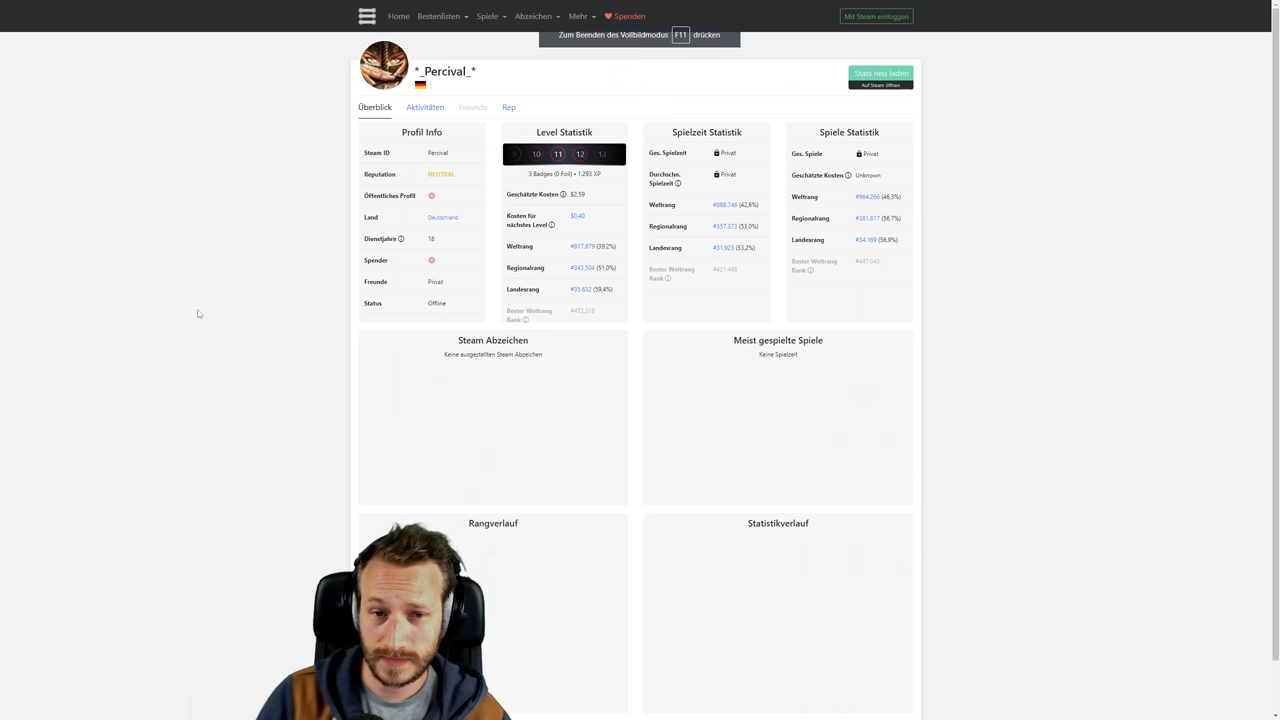 Home Bestenlisten Spiele Abzeichen Mehr Spenden Mit Steam einloggen
Zum Beenden des Vollbildmodus F11 drücken
*_Percival_*
Stats neu laden
Auf Steam öffnen
Überblick Aktivitäten Freunde Rep
Profil Info
Steam ID Percival
Reputation NEUTRAL
Öffentliches Profil
Land Deutschland
Dienstjahre 18
Spender
Freunde Privat
Status Offline
Level Statistik
9 10 11 12 13
3 Badges (0 Foil) • 1.293 XP
Geschätzte Kosten $2,59
Kosten für nächstes Level $0,40
Weltrang #817.979 (39,2%)
Regionalrang #343.504 (51,0%)
Landesrang #35.632 (59,4%)
Bester Weltrang Rank #472.318
Spielzeit Statistik
Ges. Spielzeit Privat
Durchschn. Spielzeit Privat
Weltrang #888.746 (42,6%)
Regionalrang #357.373 (53,0%)
Landesrang #31.923 (53,2%)
Bester Weltrang Rank #421.488
Spiele Statistik
Ges. Spiele Privat
Geschätzte Kosten Unknown
Weltrang #964.266 (46,3%)
Regionalrang #381.817 (56,7%)
Landesrang #34.169 (56,9%)
Bester Weltrang Rank #447.040
Steam Abzeichen
Keine ausgestellten Steam Abzeichen
Meist gespielte Spiele
Keine Spielzeit
Rangverlauf
Statistikverlauf